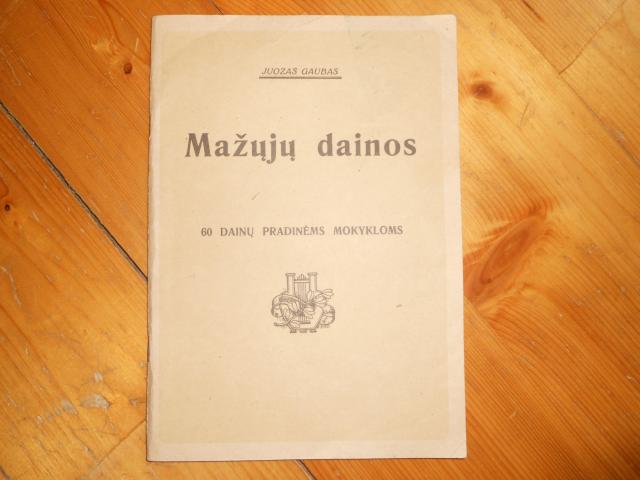 JUOZAS GAUBAS
Mažųjų dainos
60 DAINŲ PRADINĖMS MOKYKLOMS